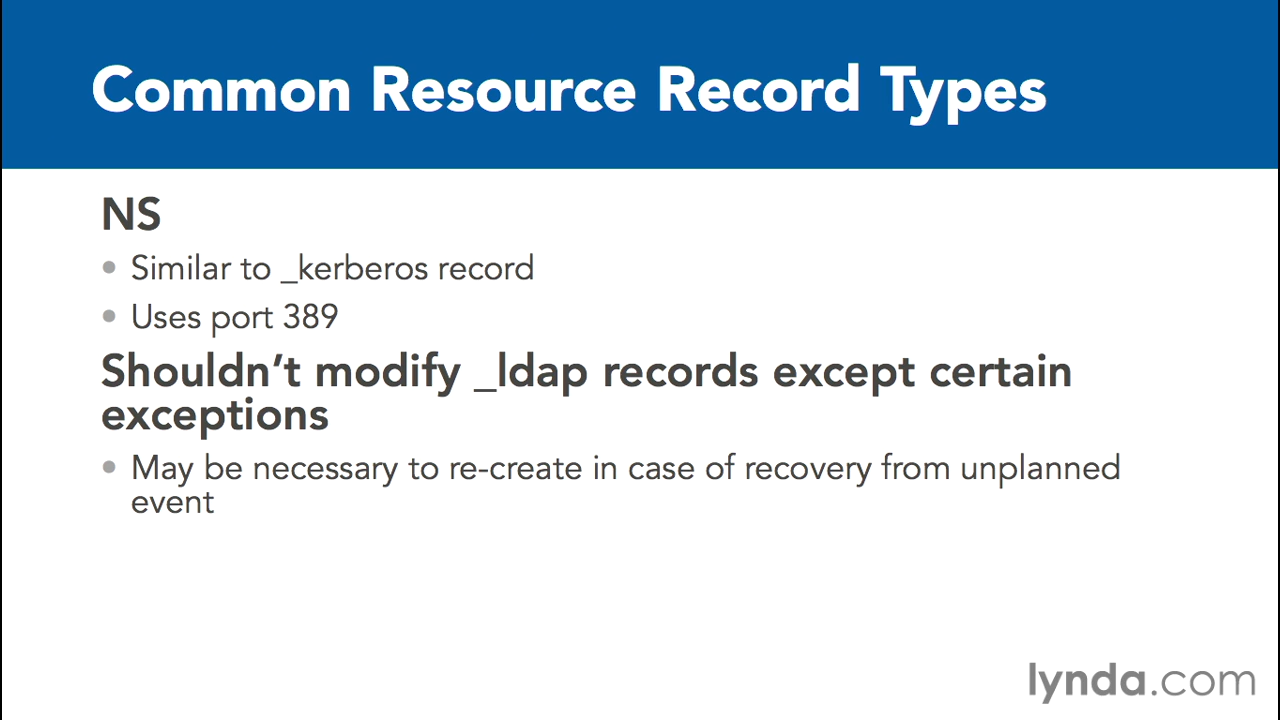 Common Resource Record Types
NS
• Similar to _kerberos record
• Uses port 389
Shouldn’t modify _ldap records except certain
exceptions
• May be necessary to re-create in case of recovery from unplanned
event
lynda.com